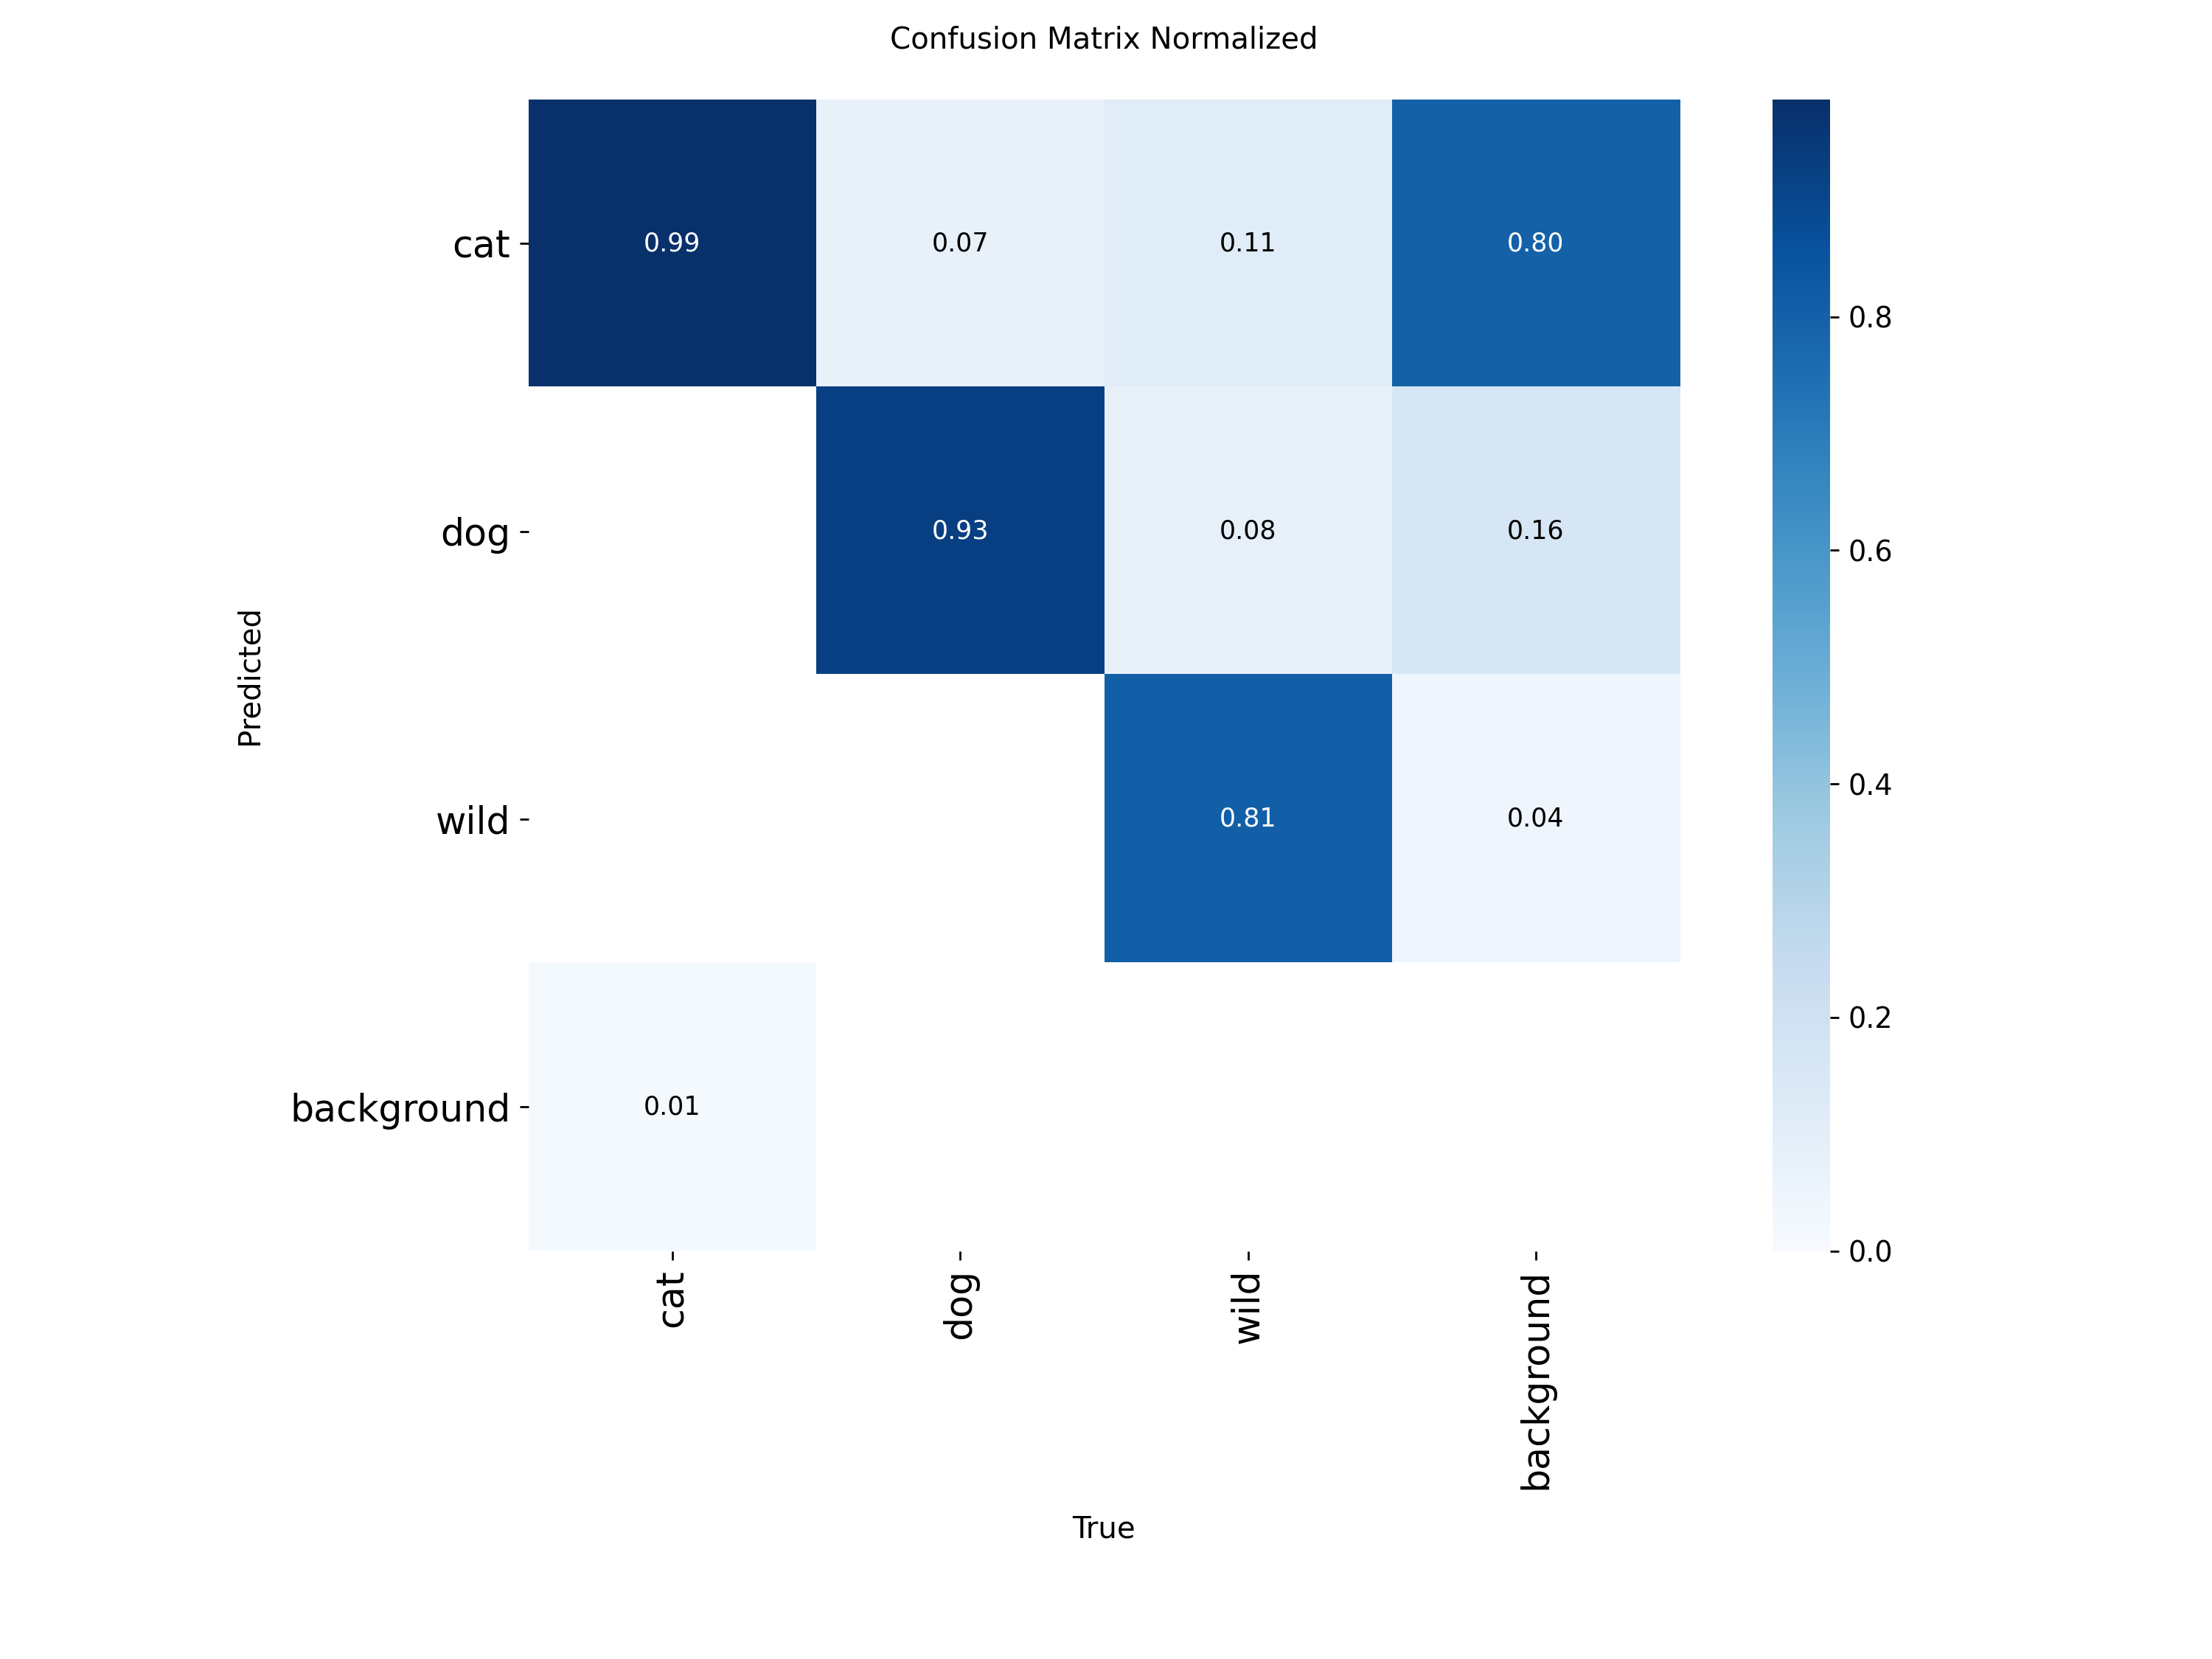 Confusion Matrix Normalized
cat
0.99
0.07
0.11
0.80
dog
0.93
0.08
0.16
wild
0.81
0.04
background
0.01
cat
dog
wild
background
Predicted
True
0.8
0.6
0.4
0.2
0.0